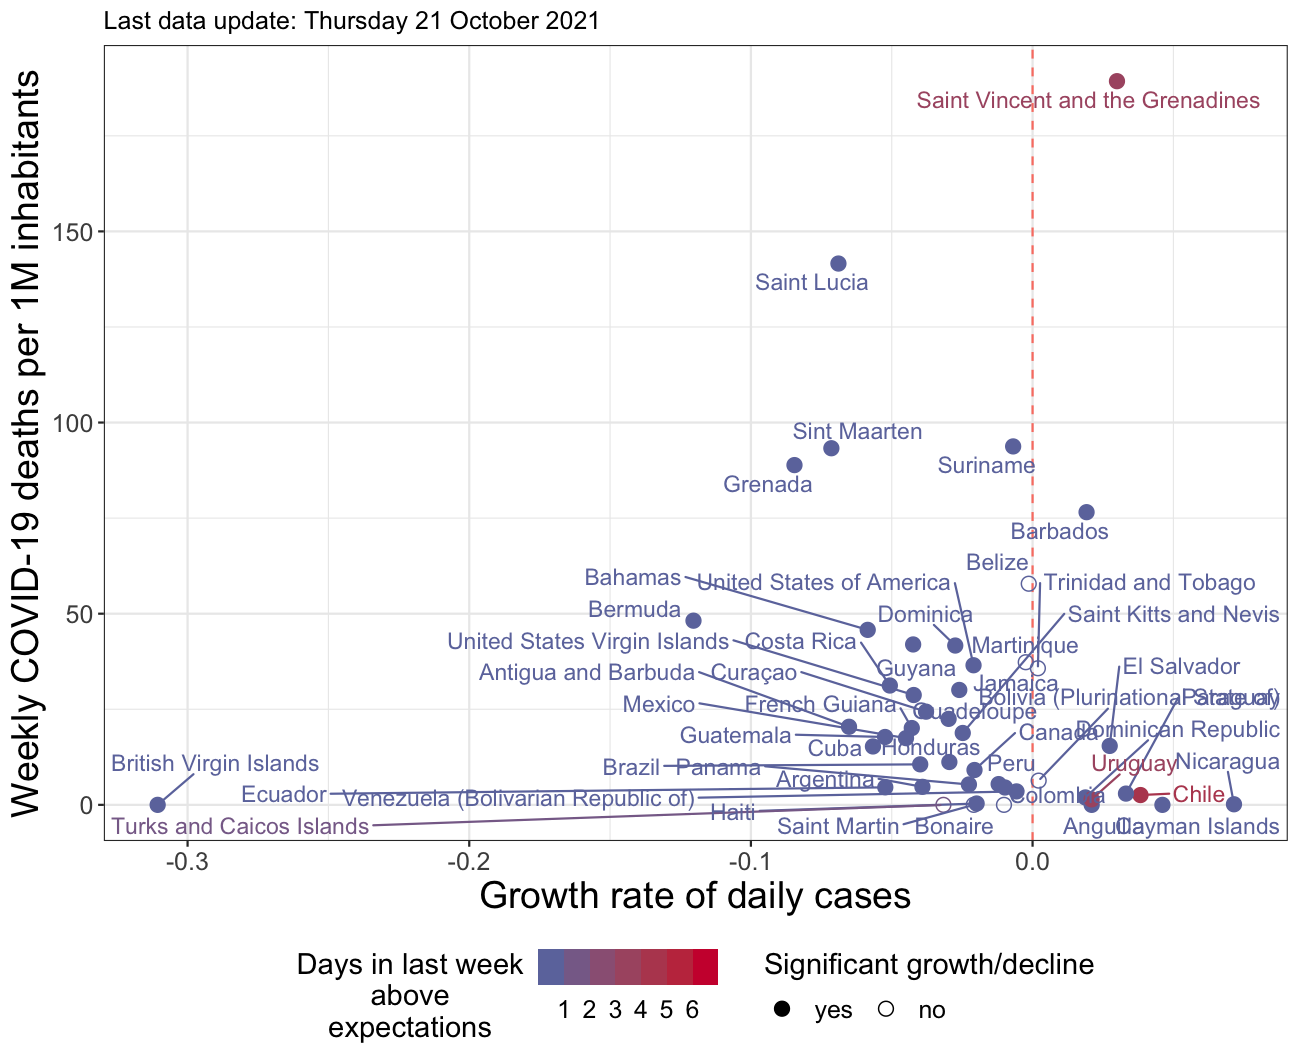 Last data update: Thursday 21 October 2021
Weekly COVID-19 deaths per 1M inhabitants
150
100
50
0
Saint Vincent and the Grenadines
Saint Lucia
Sint Maarten
Suriname
Grenada
Barbados
Belize
Bahamas
United States of America
Trinidad and Tobago
Bermuda
Dominica
Saint Kitts and Nevis
United States Virgin Islands
Costa Rica
Martinique
Guyana
El Salvador
Antigua and Barbuda
Curaçao
Jamaica
Bolivia (Plurinational State of)
Paraguay
Mexico
French Guiana
Guadeloupe
Guatemala
Canada
Dominican Republic
Cuba
Honduras
British Virgin Islands
Brazil
Panama
Peru
Uruguay
Nicaragua
Argentina
Ecuador
Venezuela (Bolivarian Republic of)
Colombia
Chile
Haiti
Turks and Caicos Islands
Saint Martin
Bonaire
Anguilla
Cayman Islands
-0.3
-0.2
-0.1
0.0
Growth rate of daily cases
Days in last week
above
expectations
1 2 3 4 5 6
Significant growth/decline
yes
no